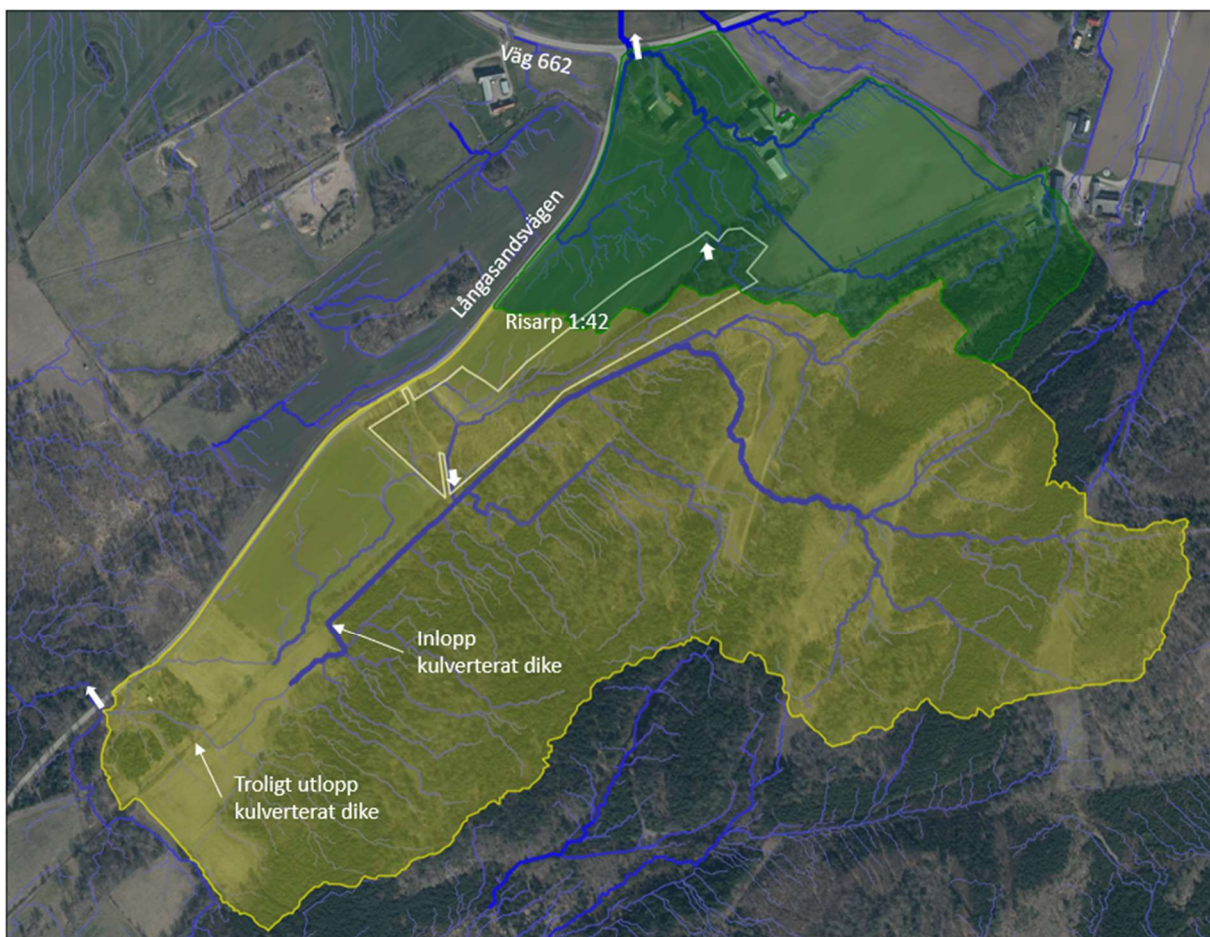 Väg 662
Långasandsvägen
Risarp 1:42
Inlopp
kulverterat dike
Troligt utlopp
kulverterat dike